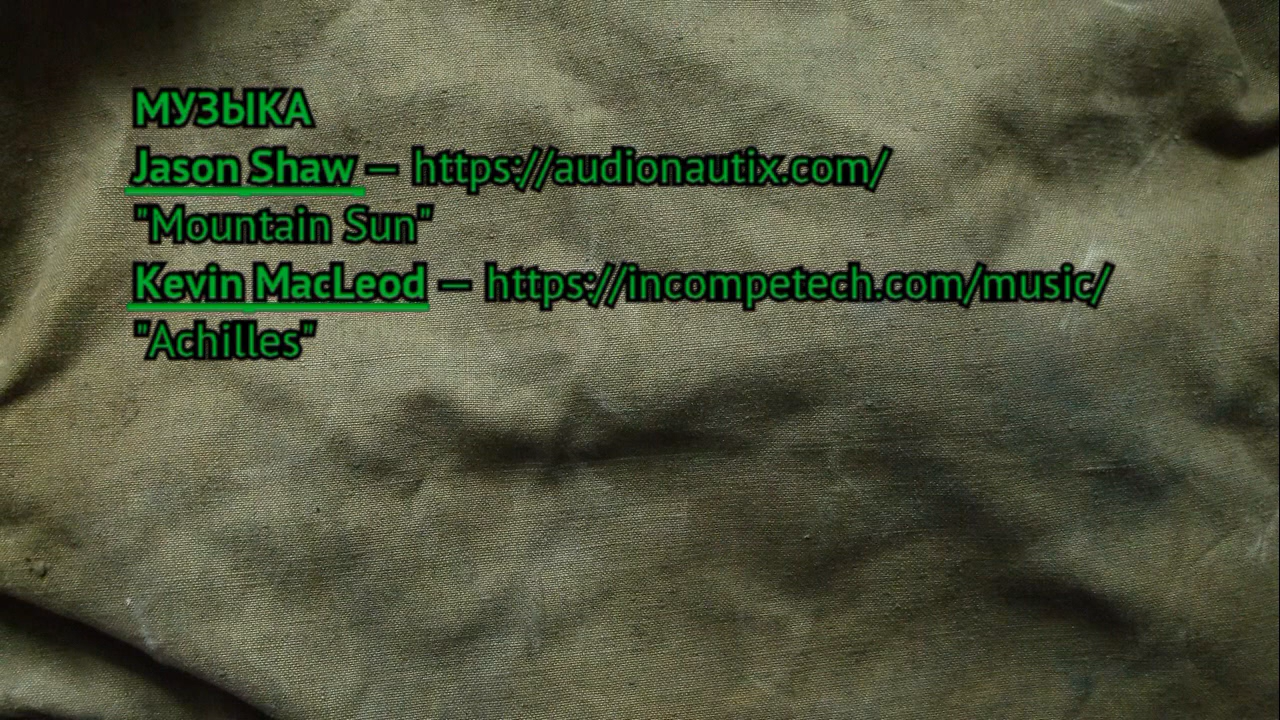 МУЗЫКА
Jason Shaw — https://audionautix.com/
"Mountain Sun"
Kevin MacLeod — https://incompetech.com/music/
"Achilles"